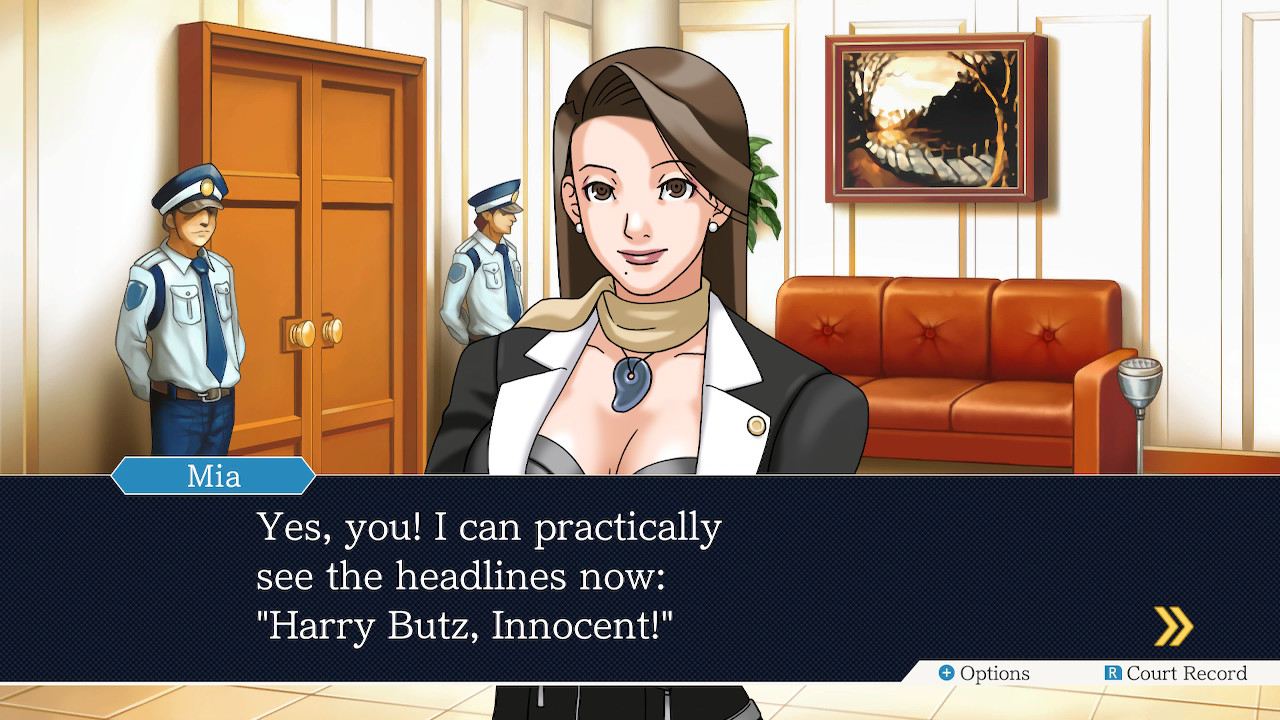 Mia
Yes, you! I can practically
see the headlines now:
"Harry Butz, Innocent!"
+ Options
R Court Record